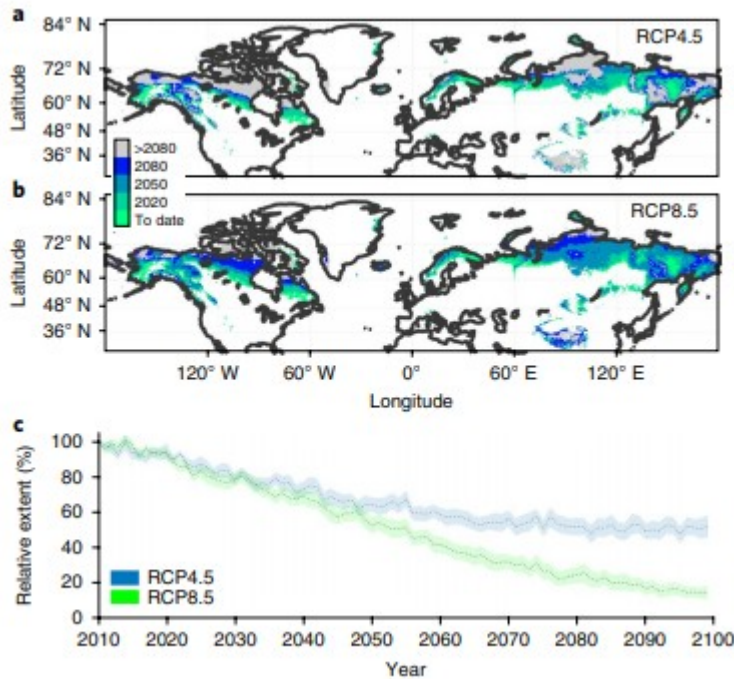 a
84° N
72° N
60° N
48° N
36° N
Latitude
RCP4.5
>2080
2080
2050
2020
To date
b
84° N
72° N
60° N
48° N
36° N
Latitude
RCP8.5
120° W 60° W 0° 60° E 120° E
Longitude
c
100
80
60
40
20
0
Relative extent (%)
RCP4.5
RCP8.5
2010 2020 2030 2040 2050 2060 2070 2080 2090 2100
Year